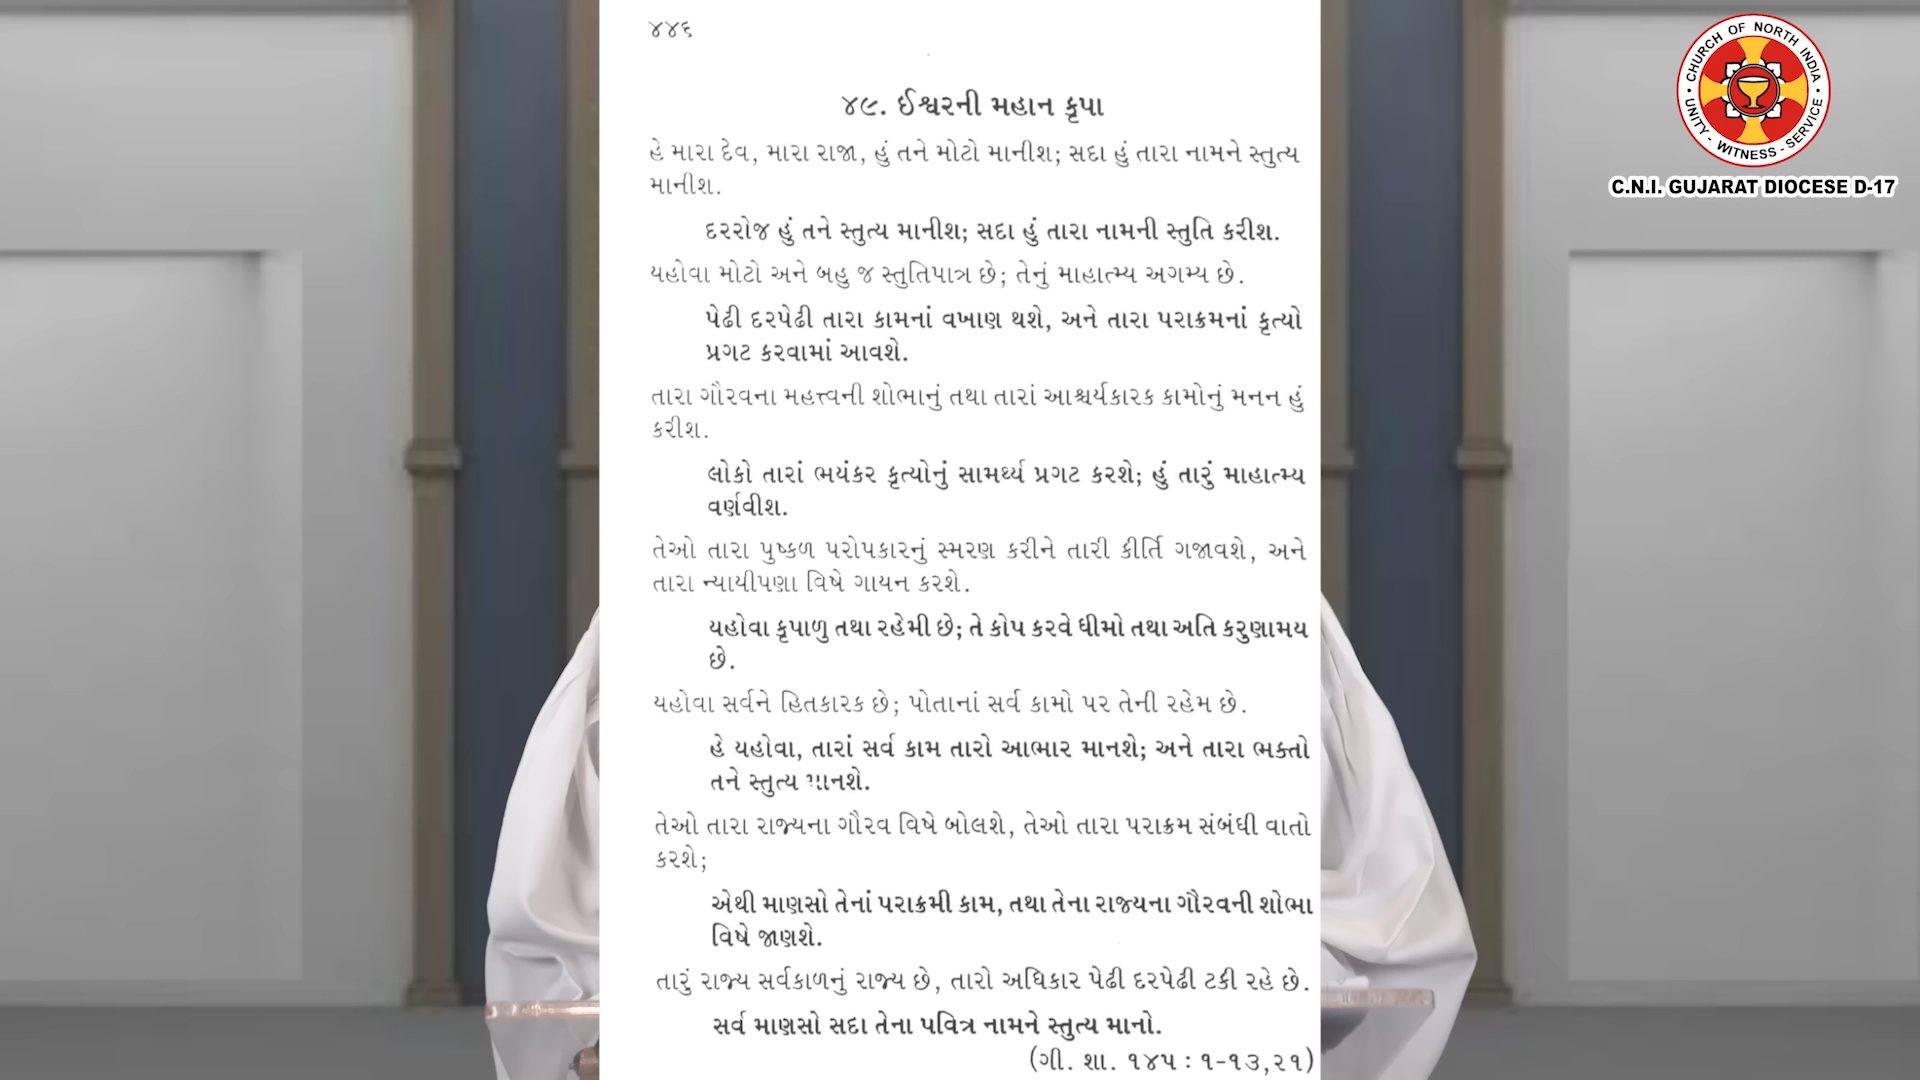 ૪૪૬
૪૯. ઈશ્વરની મહાન કૃપા
હે મારા દેવ, મારા રાજા, હું તને મોટો માનીશ; સદા હું તારા નામને સ્તુત્ય
માનીશ.
દરરોજ હું તને સ્તુત્ય માનીશ; સદા હું તારા નામની સ્તુતિ કરીશ.
યહોવા મોટો અને બહુ જ સ્તુતિપાત્ર છે; તેનું માહાત્મ્ય અગમ્ય છે.
પેઢી દરપેઢી તારા કામનાં વખાણ થશે, અને તારા પરાક્રમનાં કૃત્યો
પ્રગટ કરવામાં આવશે.
તારા ગૌરવના મહત્ત્વની શોભાનું તથા તારાં આશ્ચર્યકારક કામોનું મનન હું
કરીશ.
લોકો તારાં ભયંકર કૃત્યોનું સામર્થ્ય પ્રગટ કરશે; હું તારું માહાત્મ્ય
વર્ણવીશ.
તેઓ તારા પુષ્કળ પરોપકારનું સ્મરણ કરીને તારી કીર્તિ ગજાવશે, અને
તારા ન્યાયીપણા વિષે ગાયન કરશે.
યહોવા કૃપાળુ તથા રહેમી છે; તે કોપ કરવે ધીમો તથા અતિ કરુણામય
છે.
યહોવા સર્વને હિતકારક છે; પોતાનાં સર્વ કામો પર તેની રહેમ છે.
હે યહોવા, તારાં સર્વ કામ તારો આભાર માનશે; અને તારા ભક્તો
તને સ્તુત્ય માનશે.
તેઓ તારા રાજ્યના ગૌરવ વિષે બોલશે, તેઓ તારા પરાક્રમ સંબંધી વાતો
કરશે;
એથી માણસો તેનાં પરાક્રમી કામ, તથા તેના રાજ્યના ગૌરવની શોભા
વિષે જાણશે.
તારું રાજ્ય સર્વકાળનું રાજ્ય છે, તારો અધિકાર પેઢી દરપેઢી ટકી રહે છે.
સર્વ માણસો સદા તેના પવિત્ર નામને સ્તુત્ય માનો.
(ગી. શા. ૧૪૫ : ૧-૧૩,૨૧)
CHURCH OF NORTH INDIA
UNITY - WITNESS - SERVICE
C.N.I. GUJARAT DIOCESE D-17